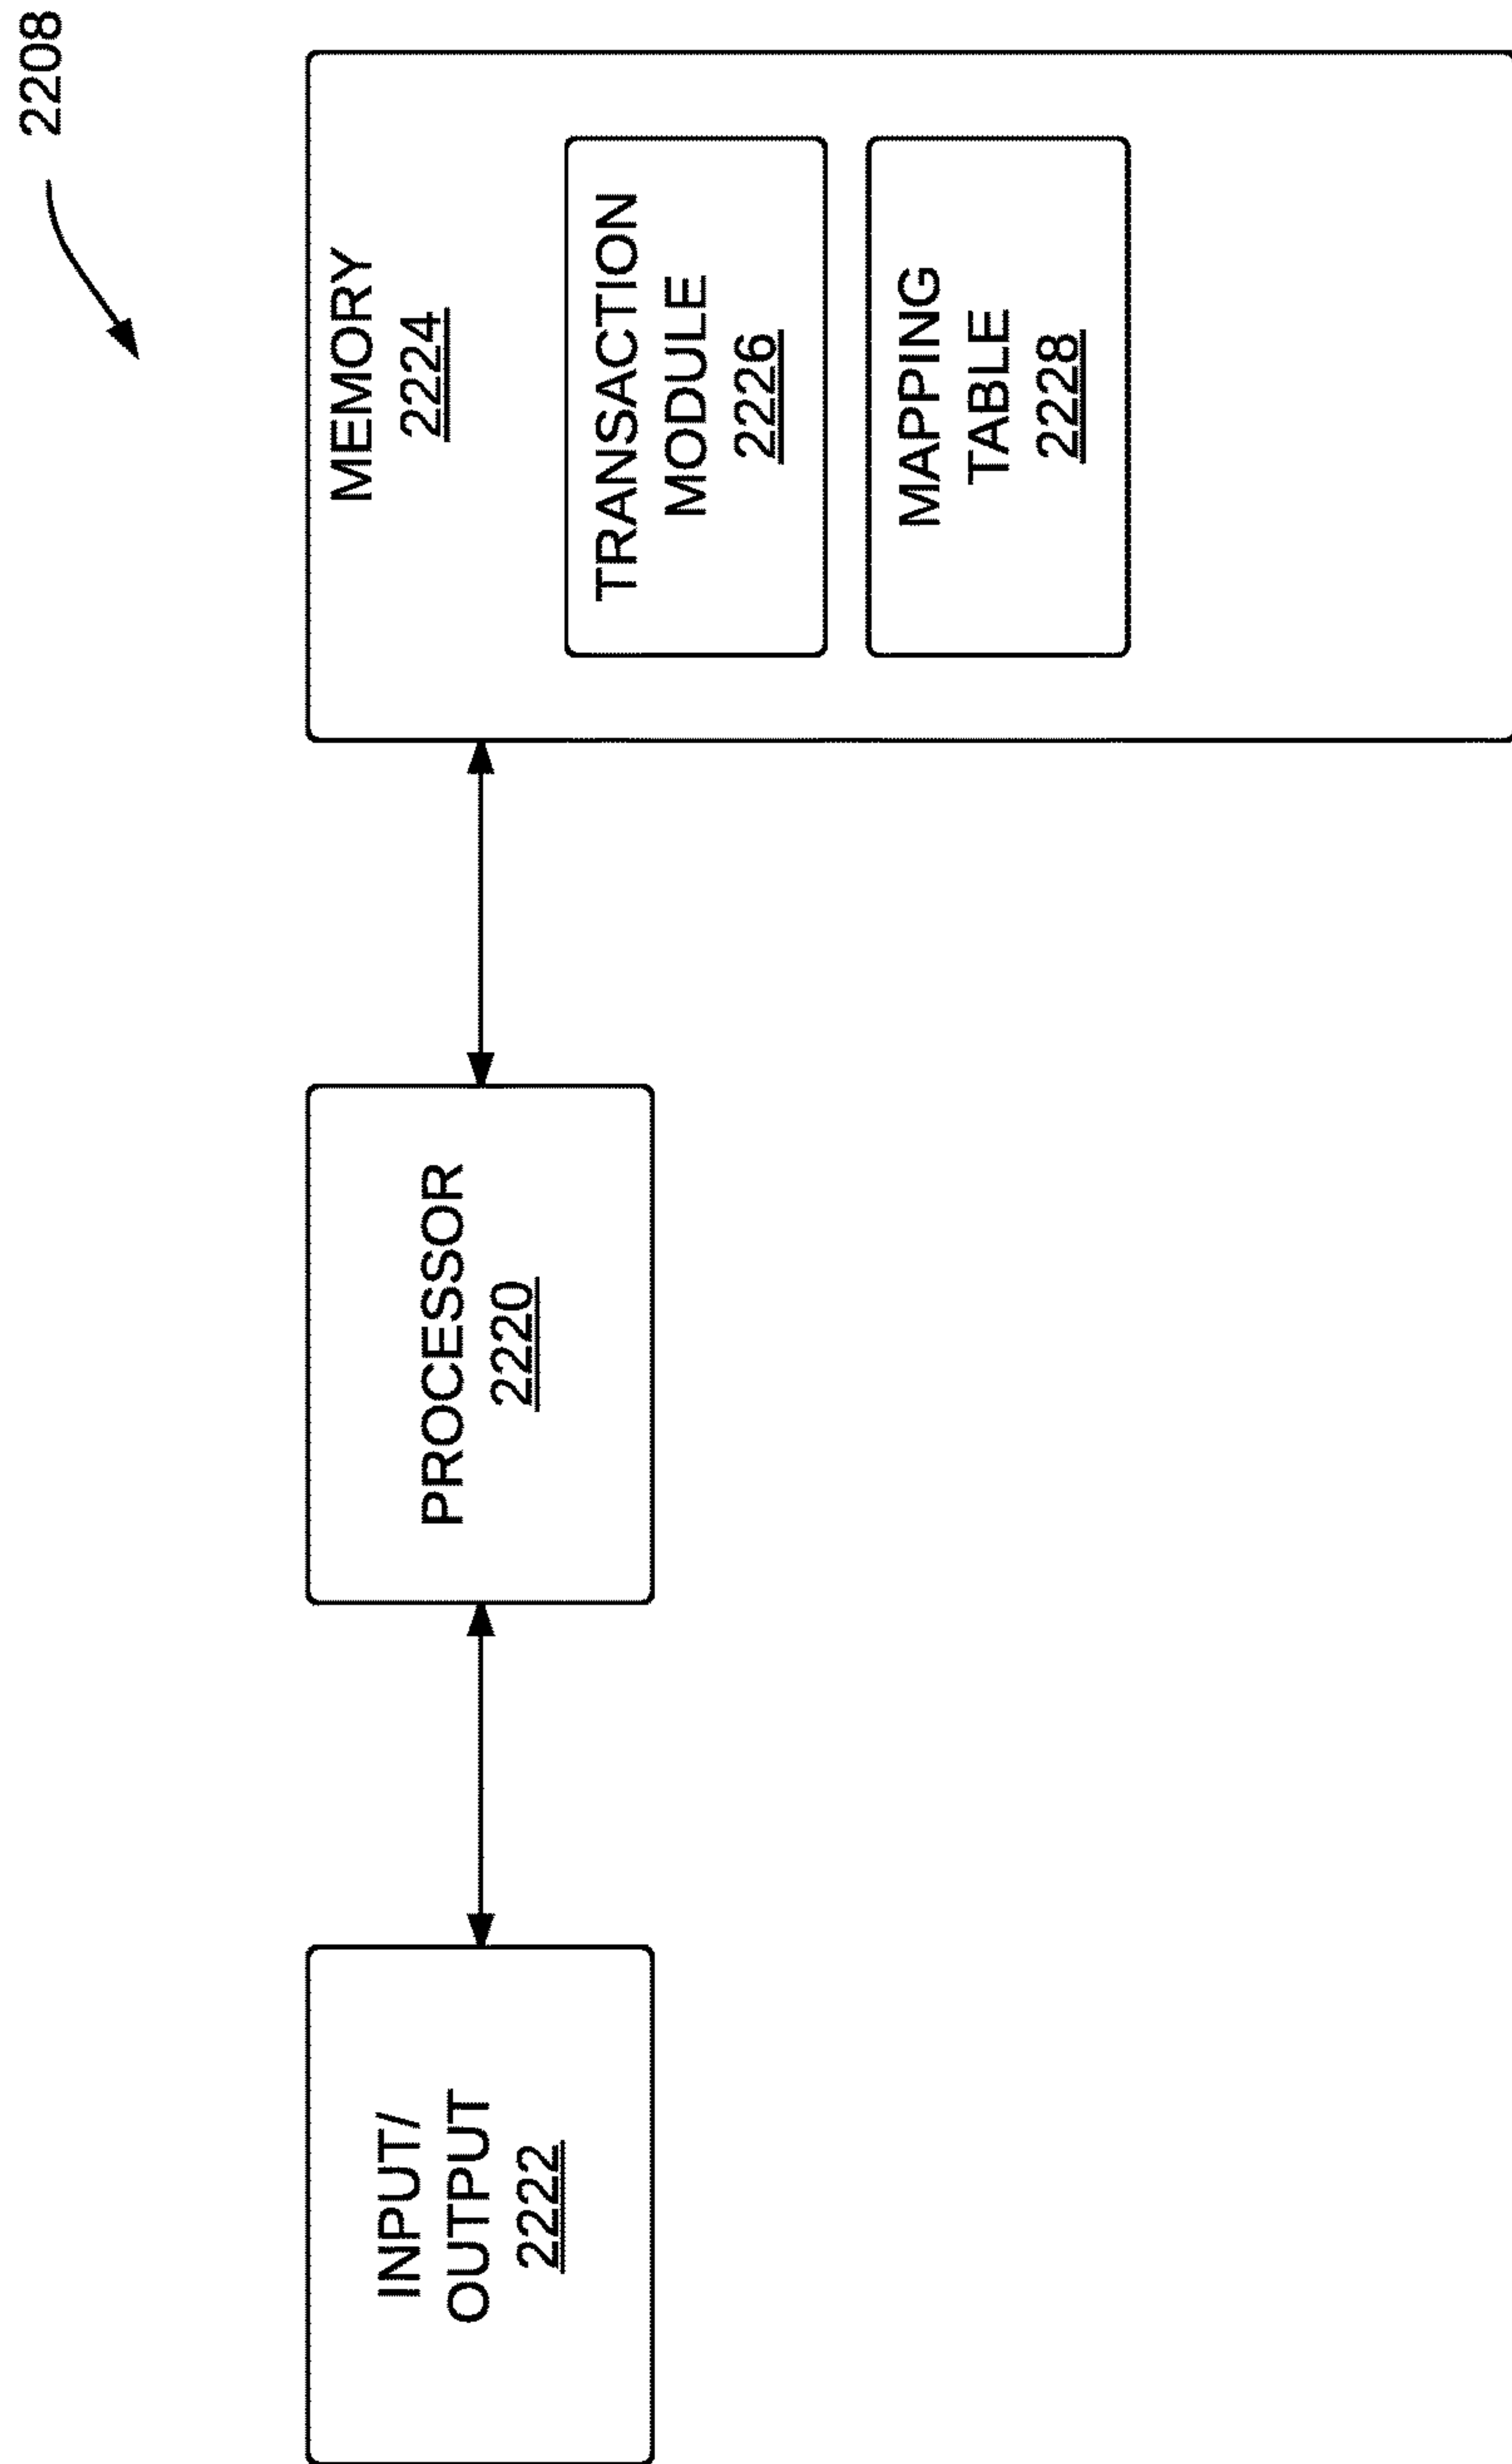 2208
INPUT/
OUTPUT
2222
PROCESSOR
2220
MEMORY
2224
TRANSACTION
MODULE
2226
MAPPING
TABLE
2228